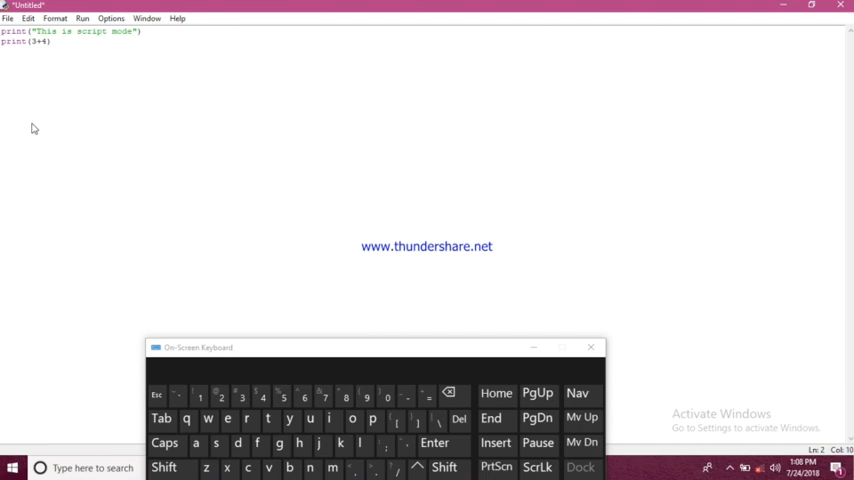 *Untitled*
File Edit Format Run Options Window Help
print("This is script mode")
print(3+4)
www.thundershare.net
On-Screen Keyboard
Esc ~ ` ! 1 @ 2 # 3 $ 4 % 5 ^ 6 & 7 * 8 ( 9 ) 0 _ - + = Home PgUp Nav
Tab q w e r t y u i o p { [ } ] | \ Del End PgDn Mv Up
Caps a s d f g h j k l : ; " ' Enter Insert Pause Mv Dn
Shift z x c v b n m < , > . ? / Shift PrtScn ScrLk Dock
Activate Windows
Go to Settings to activate Windows.
Ln: 2 Col: 10
Type here to search
1:08 PM
7/24/2018
1